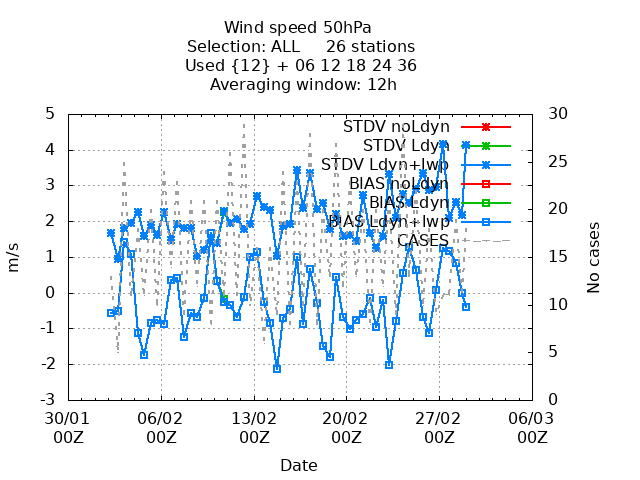 Wind speed 50hPa
Selection: ALL 26 stations
Used {12} + 06 12 18 24 36
Averaging window: 12h
5
4
3
2
1
0
-1
-2
-3
m/s
30
25
20
15
10
5
0
No cases
STDV noLdyn
STDV Ldyn
STDV Ldyn+lwp
BIAS noLdyn
BIAS Ldyn
BIAS Ldyn+lwp
CASES
30/01 06/02 13/02 20/02 27/02 06/03
00Z 00Z 00Z 00Z 00Z 00Z
Date